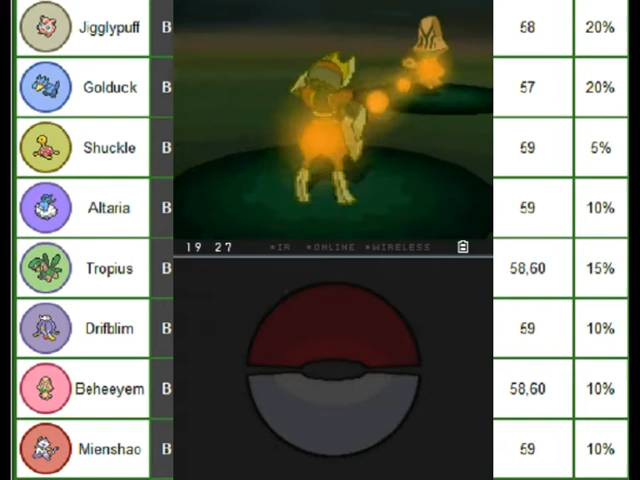 Jigglypuff B 58 20%
Golduck B 57 20%
Shuckle B 59 5%
Altaria B 59 10%
19 27 *IR *ONLINE *WIRELESS
Tropius B 58,60 15%
Drifblim B 59 10%
Beheeyem B 58,60 10%
Mienshao B 59 10%